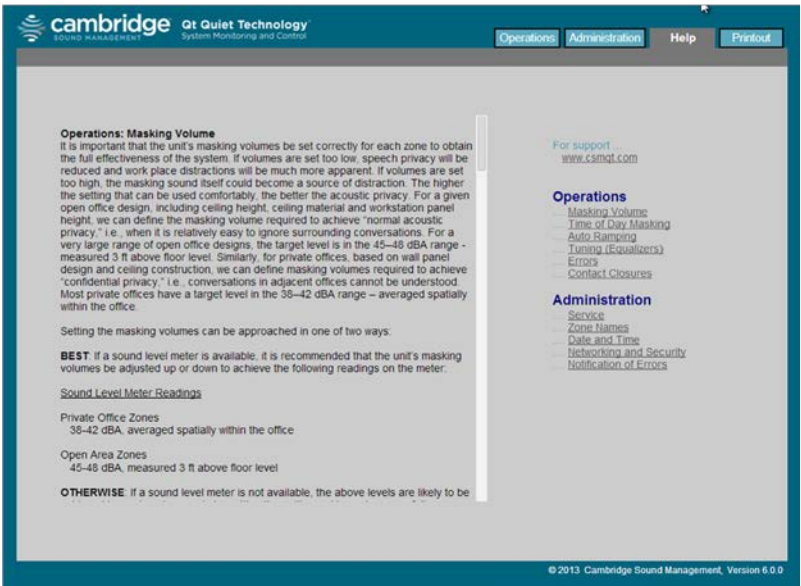 cambridge
SOUND MANAGEMENT
Qt Quiet Technology
System Monitoring and Control
Operations
Administration
Help
Printout
Operations: Masking Volume
It is important that the unit's masking volumes be set correctly for each zone to obtain
the full effectiveness of the system. If volumes are set too low, speech privacy will be
reduced and work place distractions will be much more apparent. If volumes are set
too high, the masking sound itself could become a source of distraction. The higher
the setting that can be used comfortably, the better the acoustic privacy. For a given
open office design, including ceiling height, ceiling material and workstation panel
height, we can define the masking volume required to achieve "normal acoustic
privacy," i.e., when it is relatively easy to ignore surrounding conversations. For a
very large range of open office designs, the target level is in the 45–48 dBA range -
measured 3 ft above floor level. Similarly, for private offices, based on wall panel
design and ceiling construction, we can define masking volumes required to achieve
"confidential privacy," i.e., conversations in adjacent offices cannot be understood.
Most private offices have a target level in the 38–42 dBA range – averaged spatially
within the office.
Setting the masking volumes can be approached in one of two ways:
BEST: If a sound level meter is available, it is recommended that the unit's masking
volumes be adjusted up or down to achieve the following readings on the meter:
Sound Level Meter Readings
Private Office Zones
38-42 dBA, averaged spatially within the office
Open Area Zones
45-48 dBA, measured 3 ft above floor level
OTHERWISE: If a sound level meter is not available, the above levels are likely to be
For support ...
www.csmqt.com
Operations
Masking Volume
Time of Day Masking
Auto Ramping
Tuning (Equalizers)
Errors
Contact Closures
Administration
Service
Zone Names
Date and Time
Networking and Security
Notification of Errors
© 2013 Cambridge Sound Management, Version 6.0.0